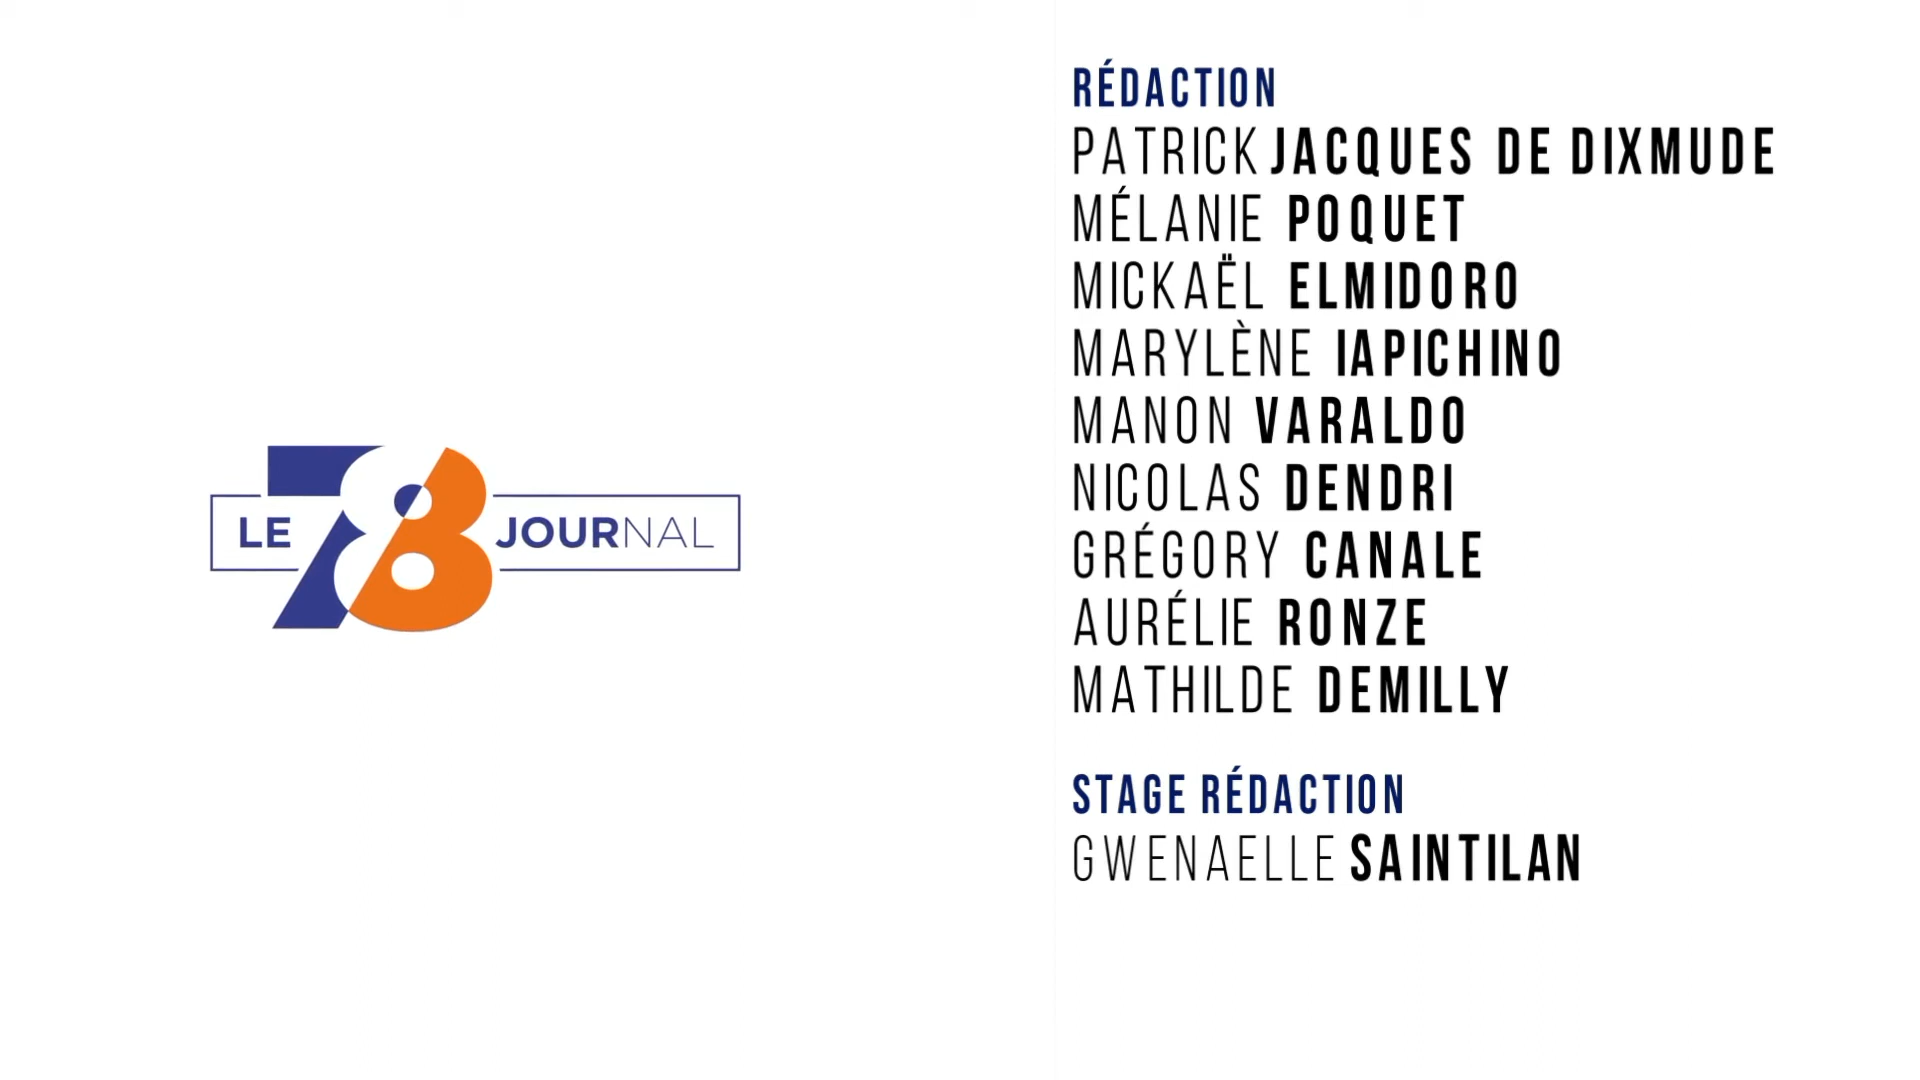 LE 78 JOURNAL
RÉDACTION
PATRICK JACQUES DE DIXMUDE
MÉLANIE POQUET
MICKAËL ELMIDORO
MARYLÈNE IAPICHINO
MANON VARALDO
NICOLAS DENDRI
GRÉGORY CANALE
AURÉLIE RONZE
MATHILDE DEMILLY
STAGE RÉDACTION
GWENAELLE SAINTILAN